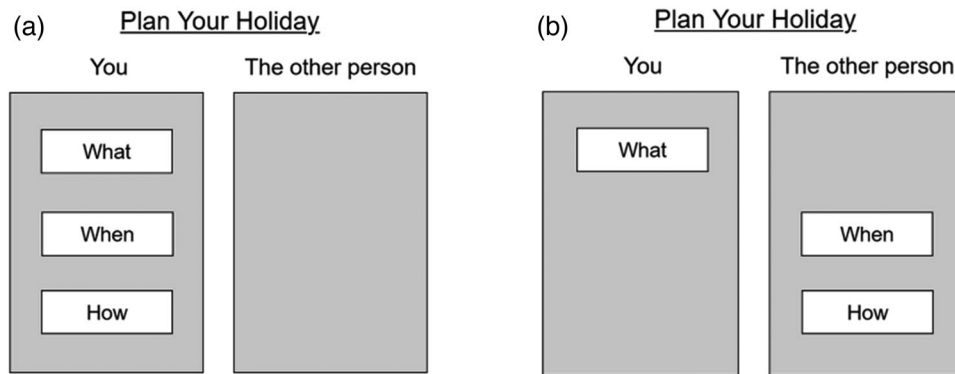 (a)
Plan Your Holiday
You The other person
What
When
How
(b)
Plan Your Holiday
You The other person
What
When
How